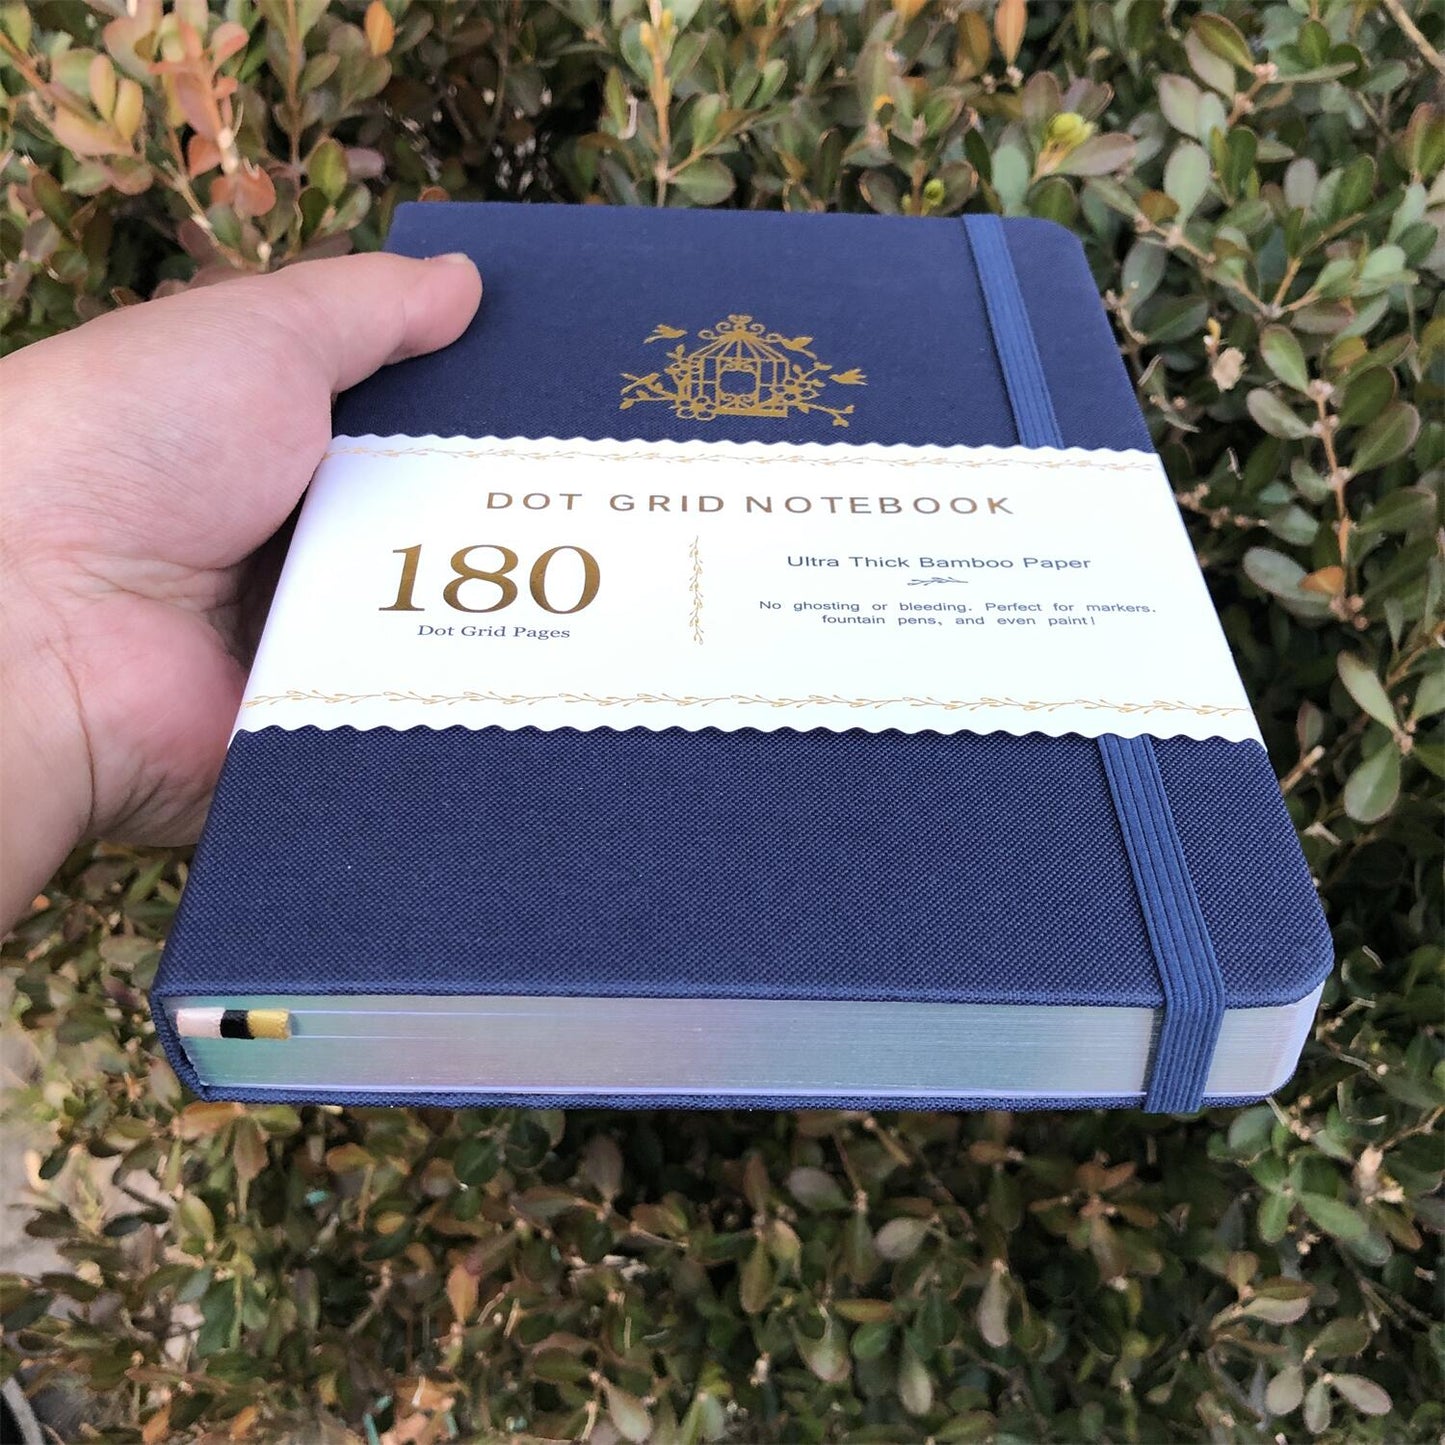 DOT GRID NOTEBOOK
180
Dot Grid Pages
Ultra Thick Bamboo Paper
No ghosting or bleeding. Perfect for markers.
fountain pens, and even paint!